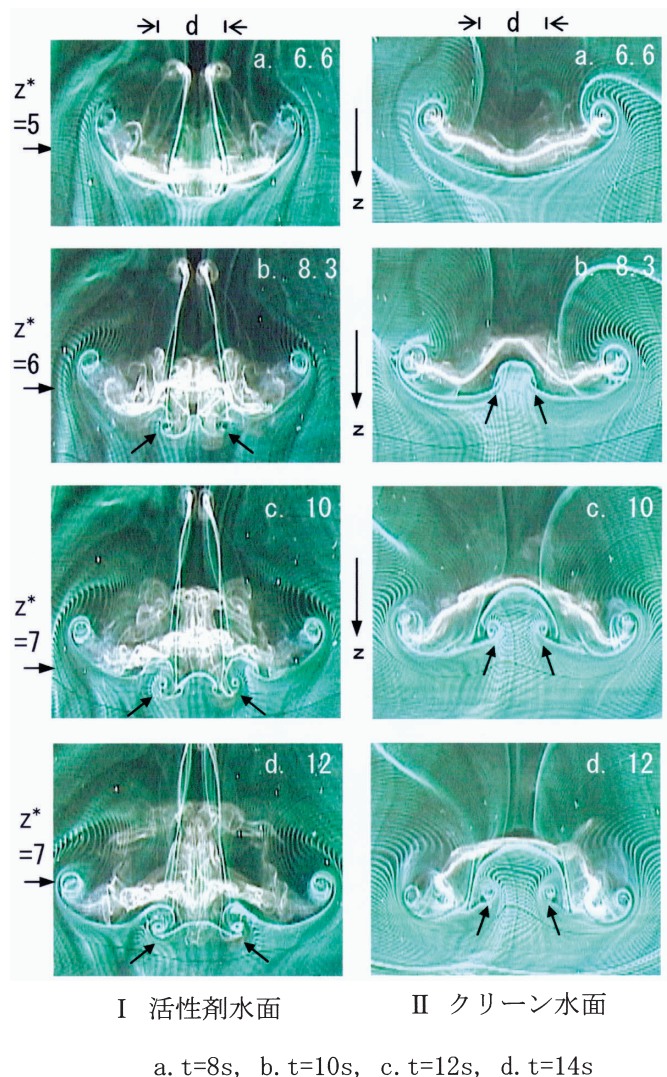 d d
a. 6.6 a. 6.6
z*
=5
z
b. 8.3 b. 8.3
z*
=6
z
c. 10 c. 10
z*
=7
z
d. 12 d. 12
z*
=7
Ⅰ 活性剤水面 Ⅱ クリーン水面
a.t=8s, b.t=10s, c.t=12s, d.t=14s